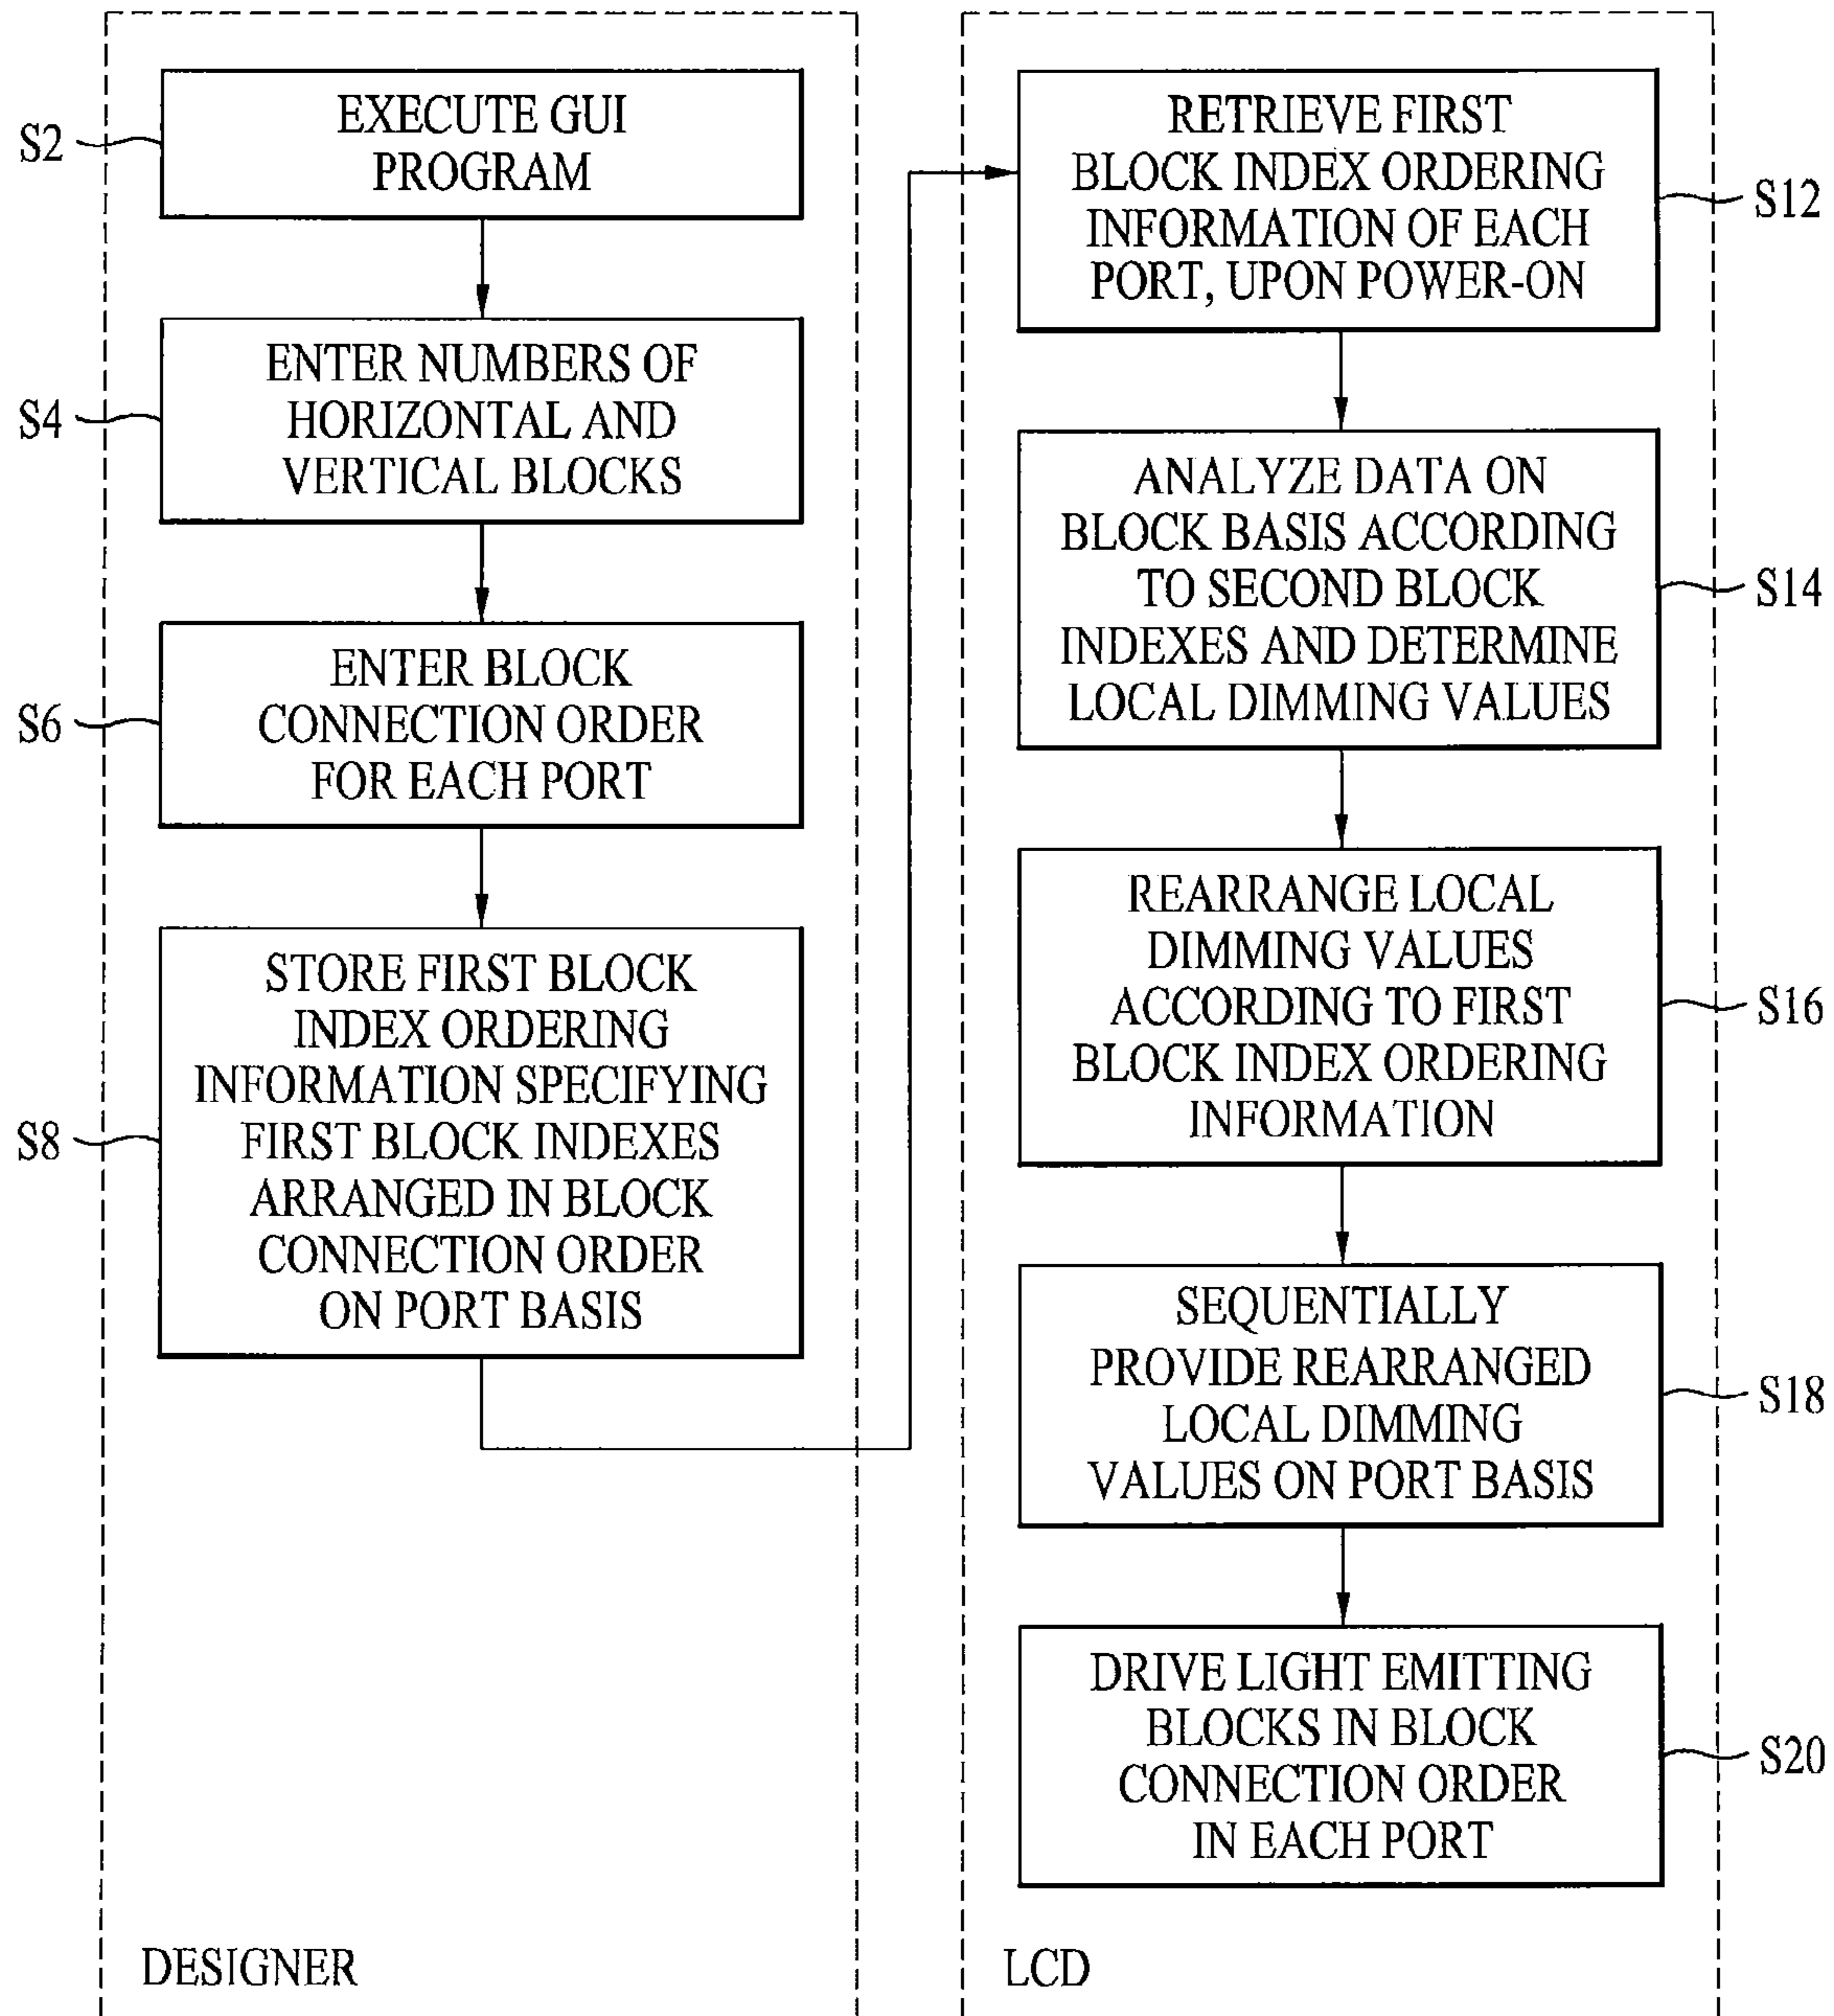 S2
EXECUTE GUI
PROGRAM
S4
ENTER NUMBERS OF
HORIZONTAL AND
VERTICAL BLOCKS
S6
ENTER BLOCK
CONNECTION ORDER
FOR EACH PORT
S8
STORE FIRST BLOCK
INDEX ORDERING
INFORMATION SPECIFYING
FIRST BLOCK INDEXES
ARRANGED IN BLOCK
CONNECTION ORDER
ON PORT BASIS
DESIGNER
RETRIEVE FIRST
BLOCK INDEX ORDERING
INFORMATION OF EACH
PORT, UPON POWER-ON
S12
ANALYZE DATA ON
BLOCK BASIS ACCORDING
TO SECOND BLOCK
INDEXES AND DETERMINE
LOCAL DIMMING VALUES
S14
REARRANGE LOCAL
DIMMING VALUES
ACCORDING TO FIRST
BLOCK INDEX ORDERING
INFORMATION
S16
SEQUENTIALLY
PROVIDE REARRANGED
LOCAL DIMMING
VALUES ON PORT BASIS
S18
DRIVE LIGHT EMITTING
BLOCKS IN BLOCK
CONNECTION ORDER
IN EACH PORT
S20
LCD